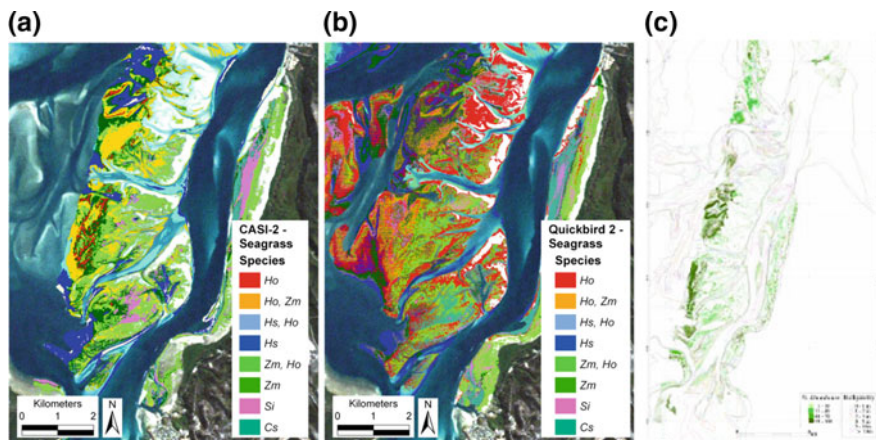 (a)
(b)
(c)
CASI-2 -
Seagrass
Species
Ho
Ho, Zm
Hs, Ho
Hs
Zm, Ho
Zm
Si
Cs
Kilometers
0 1 2
N
Quickbird 2 -
Seagrass
Species
Ho
Ho, Zm
Hs, Ho
Hs
Zm, Ho
Zm
Si
Cs
Kilometers
0 1 2
N
% Abundance